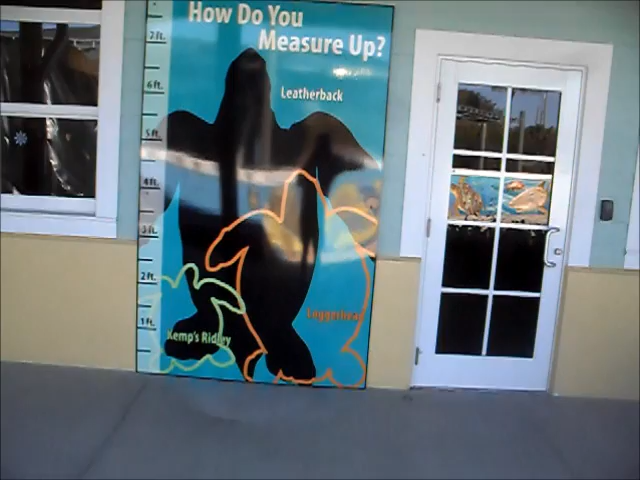 How Do You
Measure Up?
7ft.
6ft.
Leatherback
5ft.
4ft.
3ft.
2ft.
Loggerhead
1ft.
Kemp's Ridley